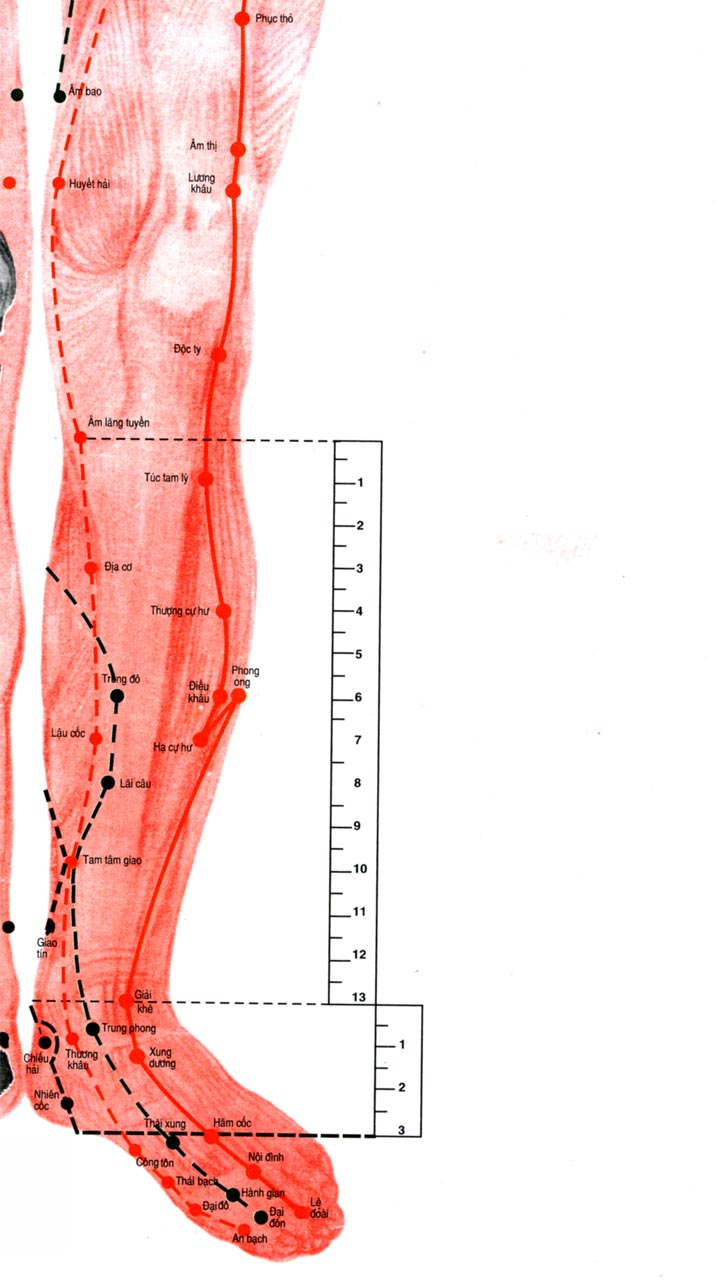 Phục thỏ
Âm bao
Âm thị
Lương
khâu
Huyết hải
Độc tỵ
Âm lăng tuyền
Túc tam lý
1
2
Địa cơ
3
Thượng cự hư
4
5
Phong
ong
Trung đô
Điều
khẩu
6
Lậu cốc
Hạ cự hư
7
Lãi câu
8
9
Tam tâm giao
10
11
Giao
tín
12
Giải
khê
13
Trung phong
1
Chiếu
hải
Thương
khâu
Xung
dương
2
Nhiên
cốc
Thái xung
Hãm cốc
3
Nội đình
Công tôn
Thái bạch
Hành gian
Đại đô
Đại
đôn
Lệ
đoài
An bạch